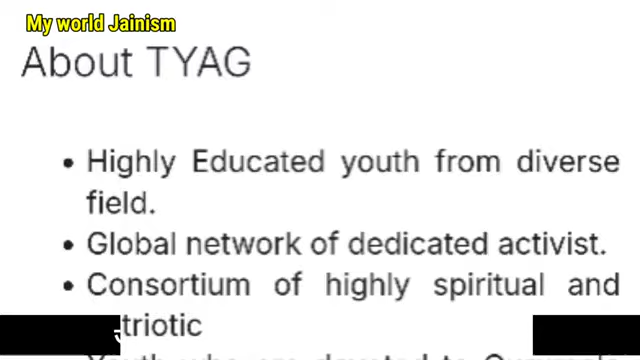 My world Jainism
About TYAG
• Highly Educated youth from diverse
field.
• Global network of dedicated activist.
• Consortium of highly spiritual and
triotic